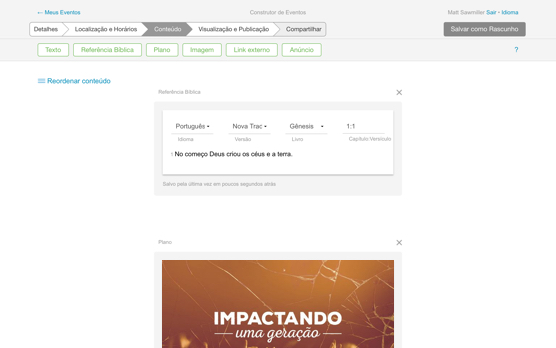 ← Meus Eventos
Construtor de Eventos
Matt Sawmiller Sair • Idioma
Detalhes
Localização e Horários
Conteúdo
Visualização e Publicação
Compartilhar
Salvar como Rascunho
Texto
Referência Bíblica
Plano
Imagem
Link externo
Anúncio
?
Reordenar conteúdo
Referência Bíblica
Português
Nova Trac
Gênesis
1:1
Idioma
Versão
Livro
Capítulo:Versículo
1 No começo Deus criou os céus e a terra.
Salvo pela última vez em poucos segundos atrás
Plano
IMPACTANDO
uma geração